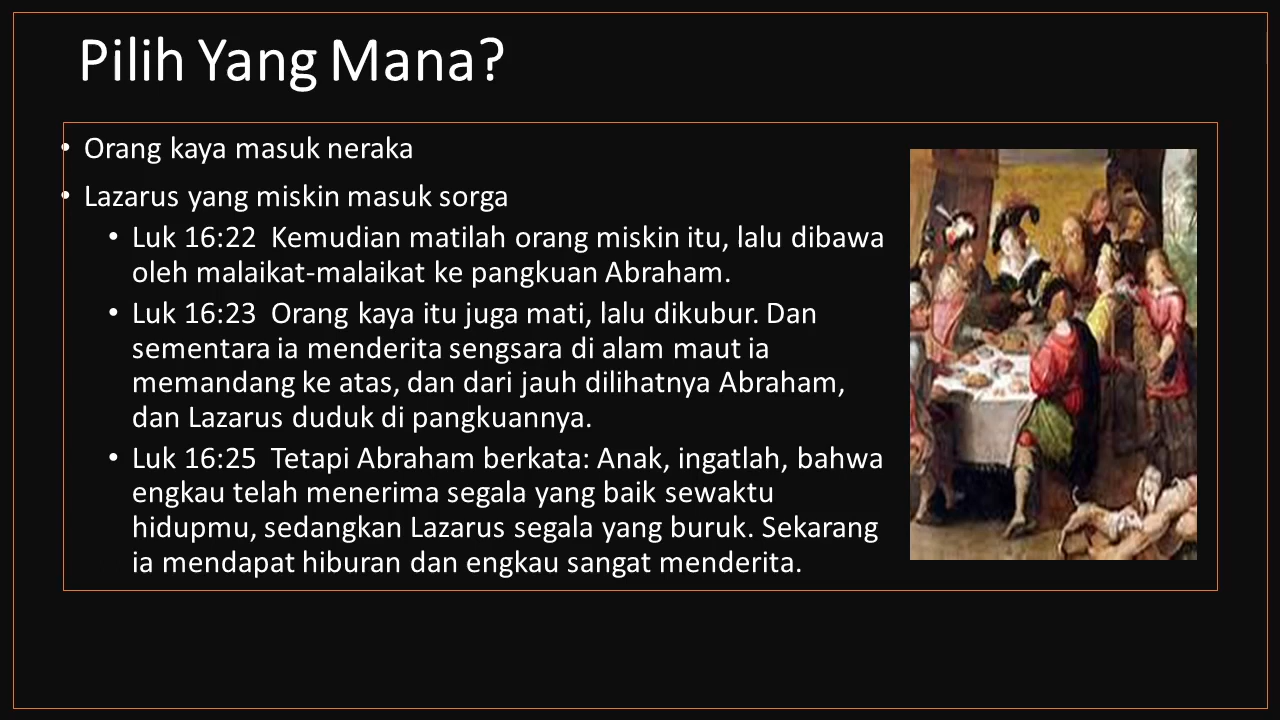 Pilih Yang Mana?
• Orang kaya masuk neraka
• Lazarus yang miskin masuk sorga
• Luk 16:22  Kemudian matilah orang miskin itu, lalu dibawa
oleh malaikat-malaikat ke pangkuan Abraham.
• Luk 16:23  Orang kaya itu juga mati, lalu dikubur. Dan
sementara ia menderita sengsara di alam maut ia
memandang ke atas, dan dari jauh dilihatnya Abraham,
dan Lazarus duduk di pangkuannya.
• Luk 16:25  Tetapi Abraham berkata: Anak, ingatlah, bahwa
engkau telah menerima segala yang baik sewaktu
hidupmu, sedangkan Lazarus segala yang buruk. Sekarang
ia mendapat hiburan dan engkau sangat menderita.